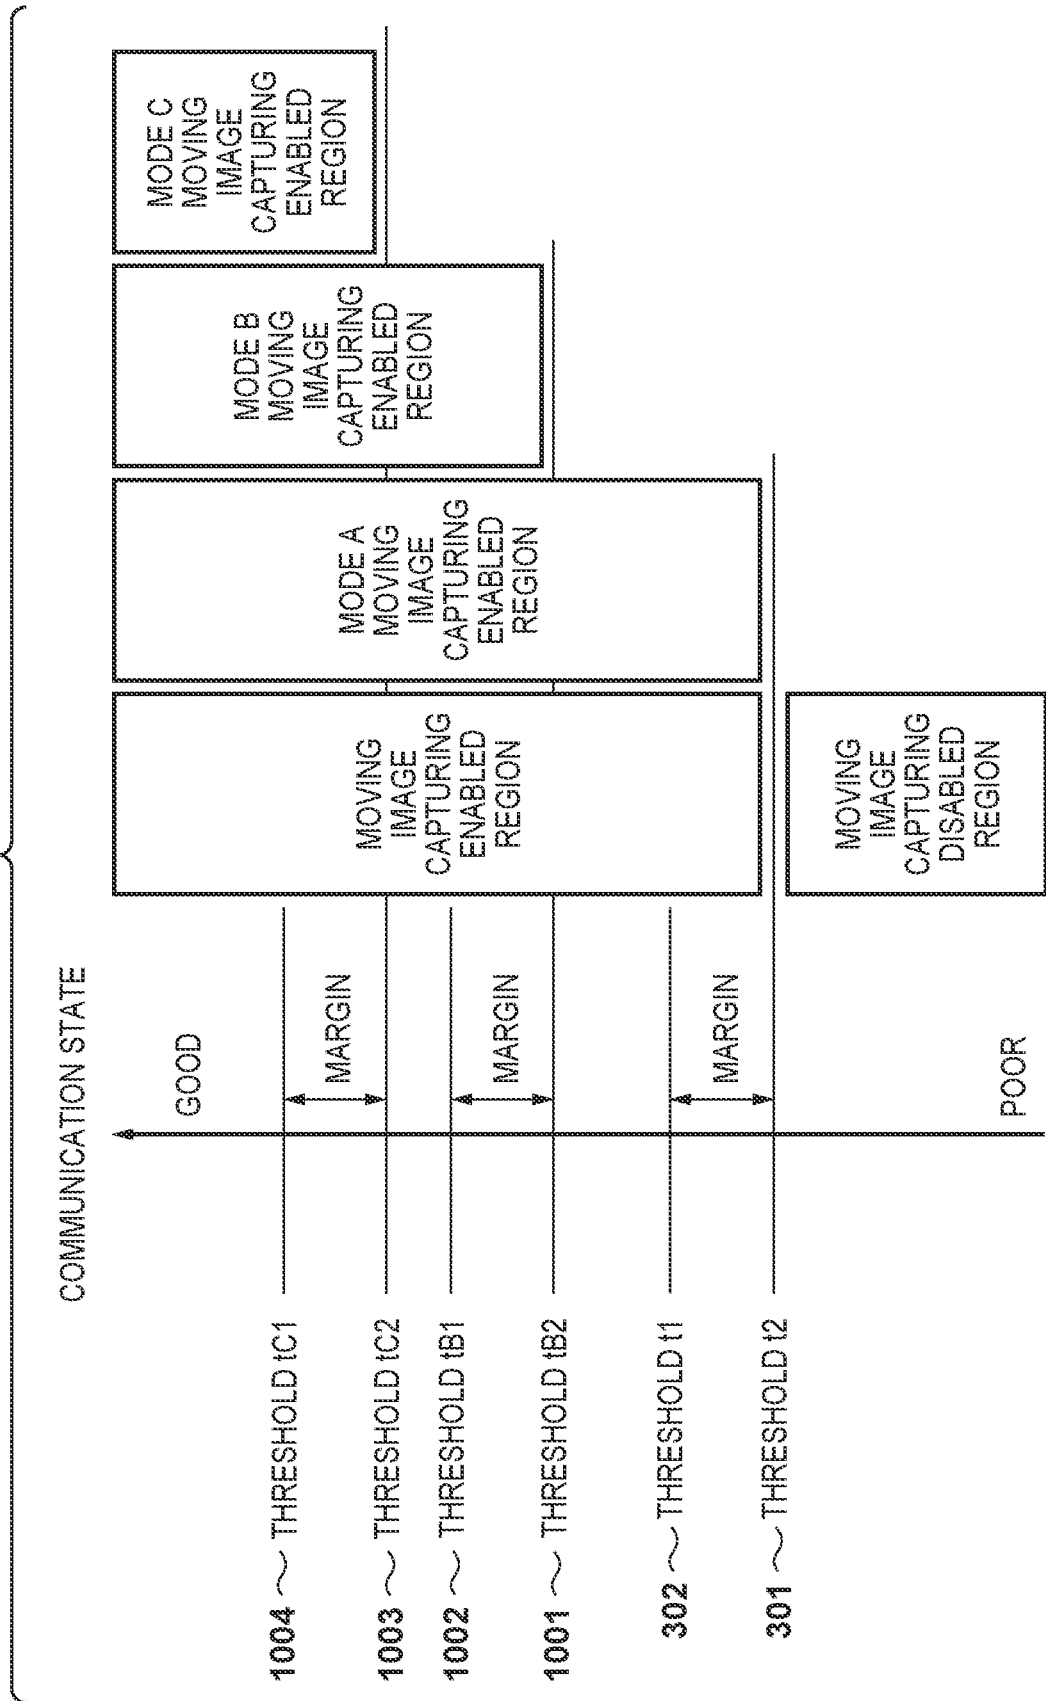 COMMUNICATION STATE
GOOD
POOR
1004 THRESHOLD tC1
1003 THRESHOLD tC2
1002 THRESHOLD tB1
1001 THRESHOLD tB2
302 THRESHOLD t1
301 THRESHOLD t2
MARGIN
MARGIN
MARGIN
MOVING
IMAGE
CAPTURING
ENABLED
REGION
MOVING
IMAGE
CAPTURING
DISABLED
REGION
MODE A
MOVING
IMAGE
CAPTURING
ENABLED
REGION
MODE B
MOVING
IMAGE
CAPTURING
ENABLED
REGION
MODE C
MOVING
IMAGE
CAPTURING
ENABLED
REGION